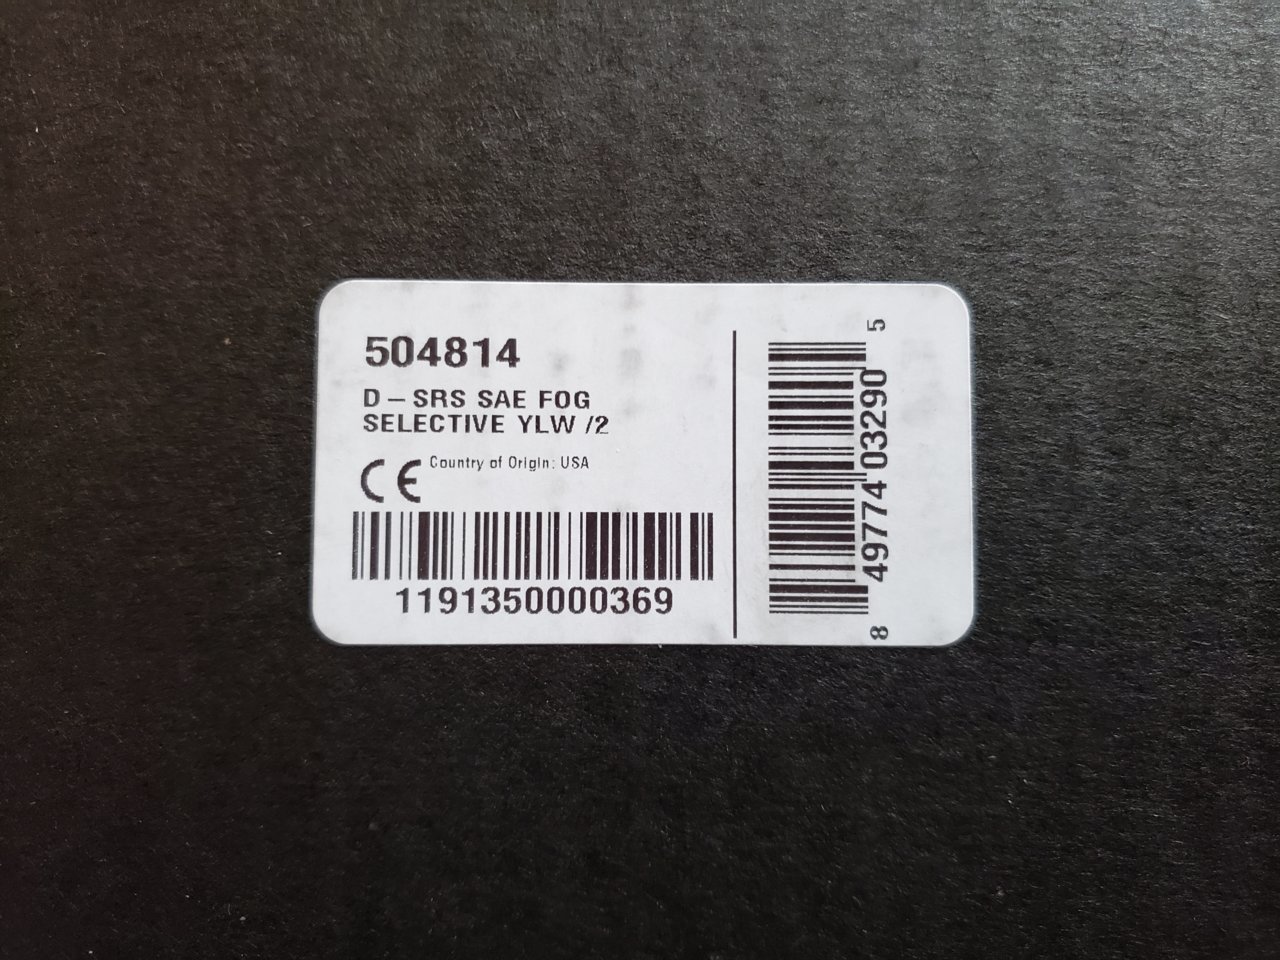 504814
D – SRS SAE FOG
SELECTIVE YLW /2
CE Country of Origin: USA
1191350000369
8 49774 03290 5